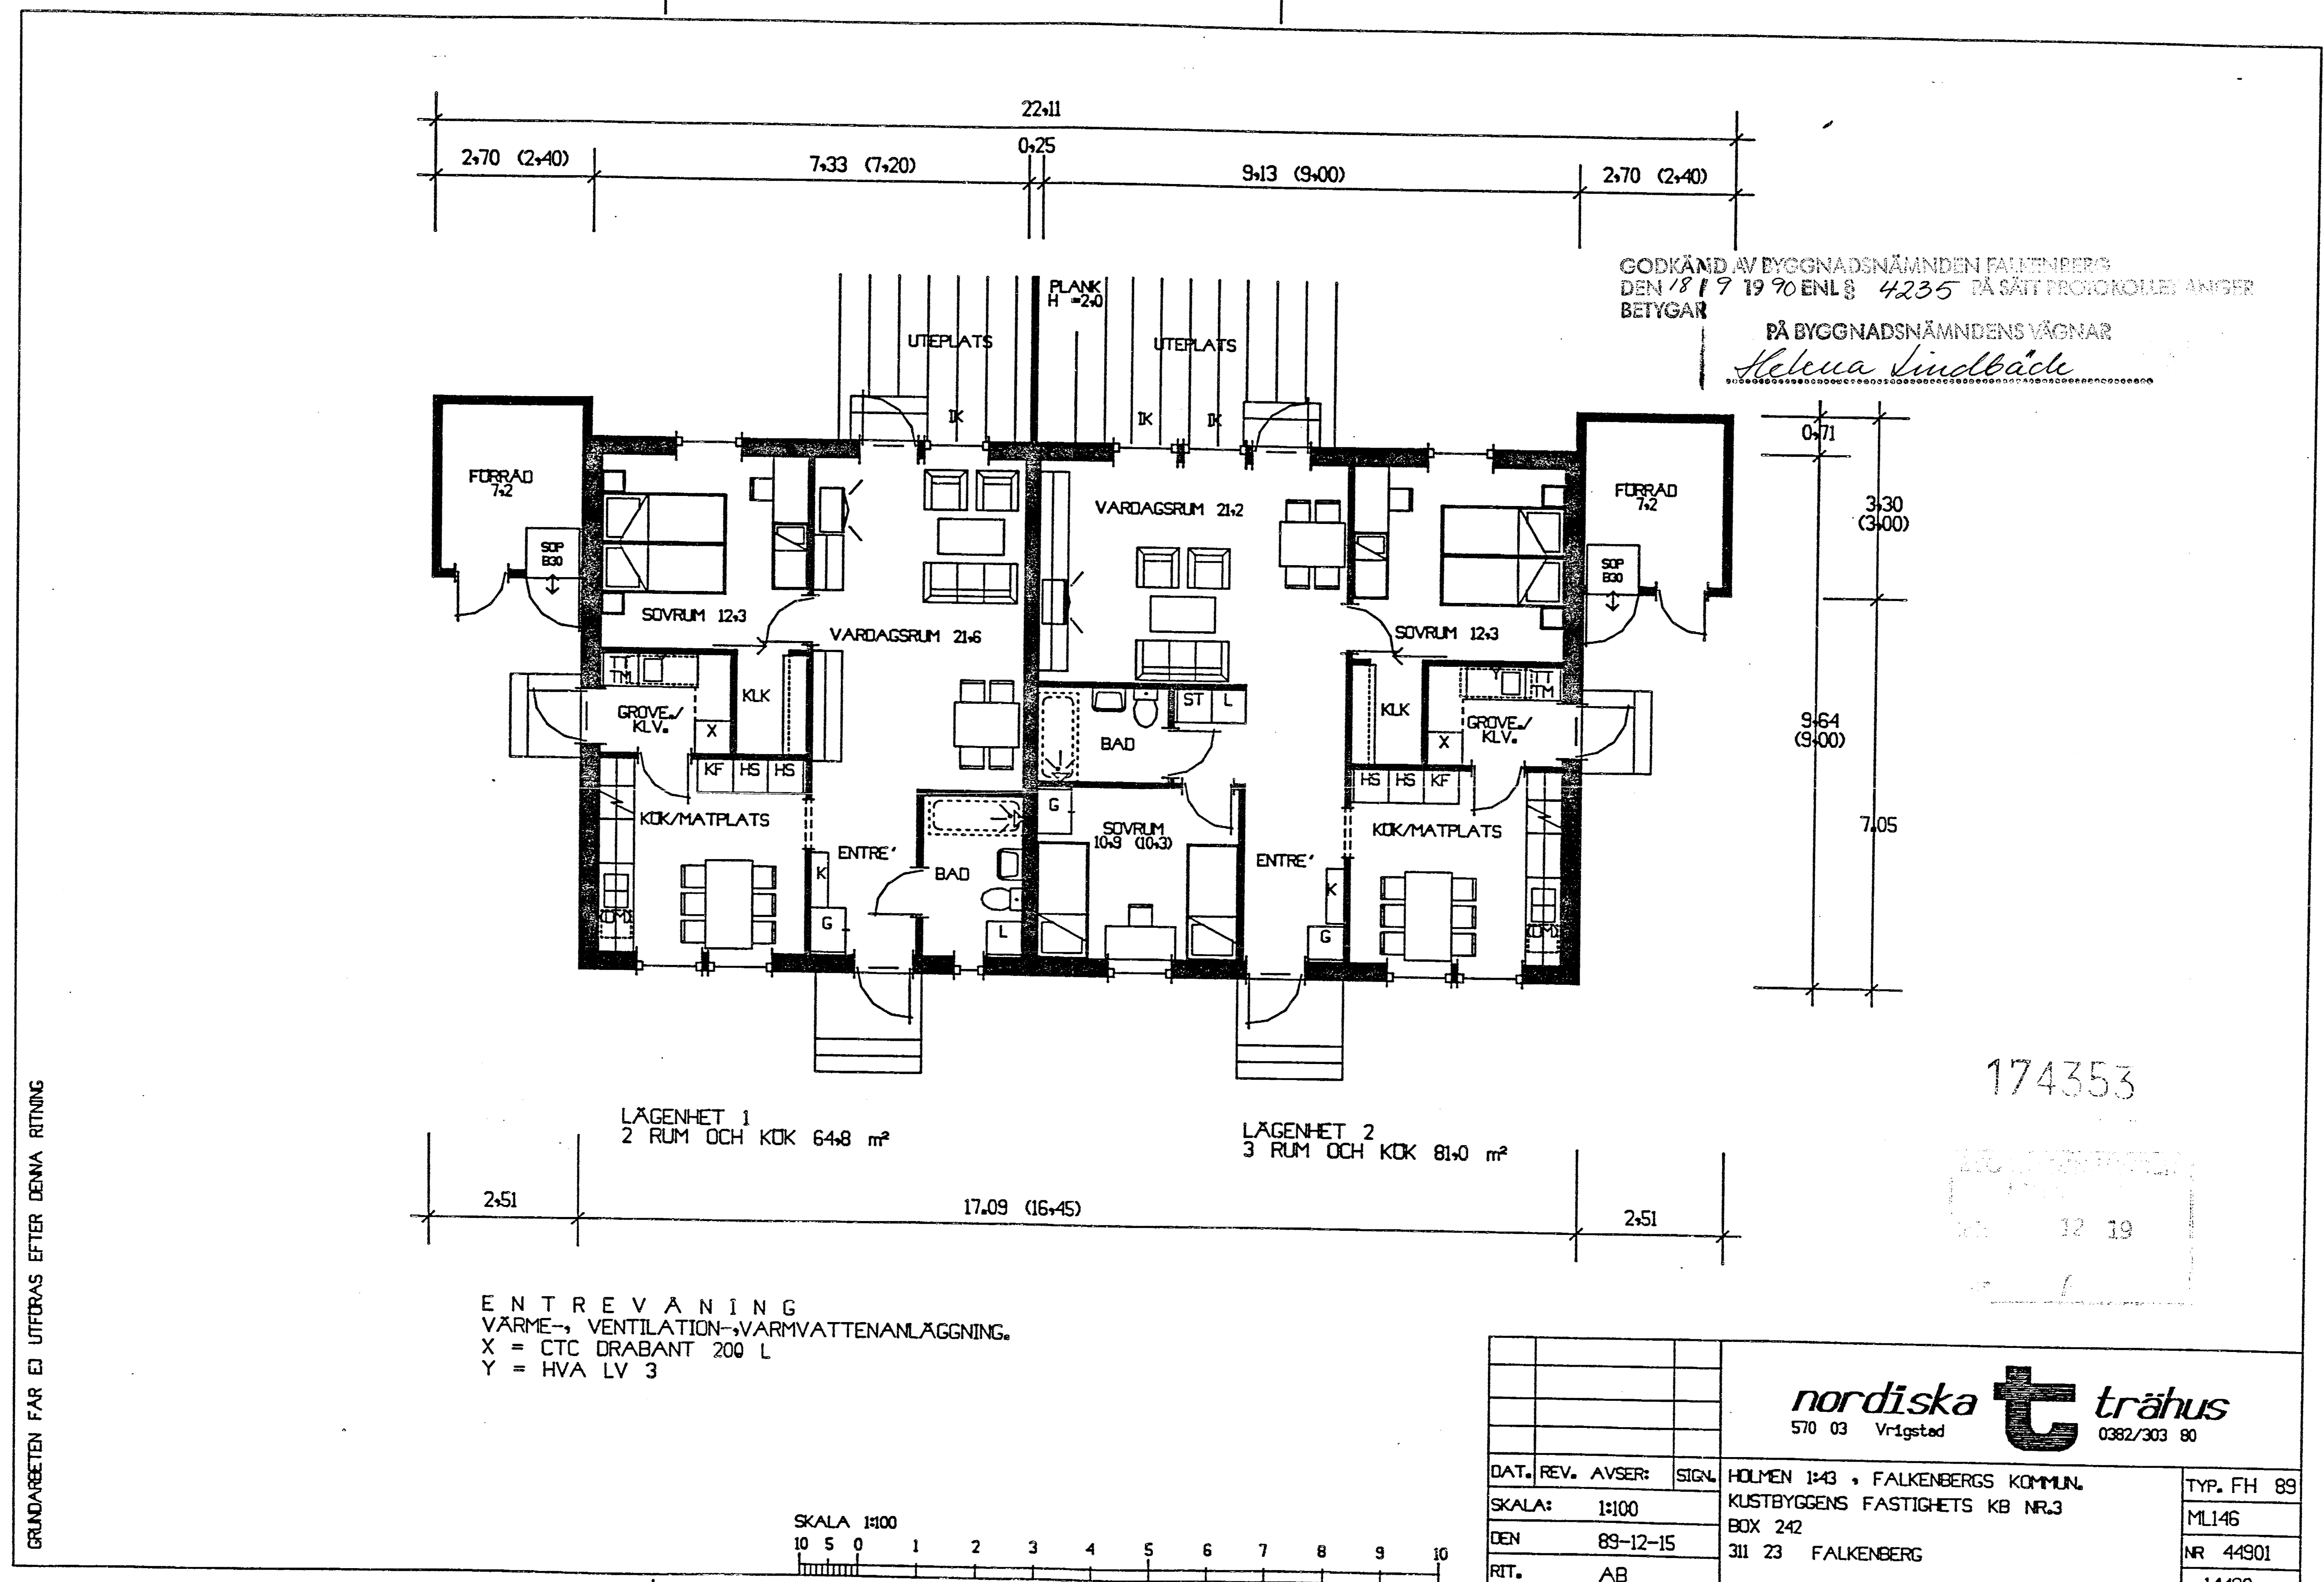 22,11
0,25
2,70 (2,40)
7,33 (7,20)
9,13 (9,00)
2,70 (2,40)
GODKÄND AV BYGGNADSNÄMNDEN FALKENBERG
DEN 18 / 9 1990 ENL § 4235 PÅ SÄTT PROTOKOLLET ANGER
BETYGAR
PÅ BYGGNADSNÄMNDENS VÄGNAR
Helena Lindbäck
PLANK
H =2,0
UTEPLATS
UTEPLATS
IK
IK
IK
0,71
3,30
(3,00)
9,64
(9,00)
7.05
FÖRRÅD
7,2
SOP
B30
SOVRUM 12,3
VARDAGSRUM 21,6
VARDAGSRUM 21,2
SOVRUM 12,3
FÖRRÅD
7,2
SOP
B30
TT
TM
GROVE./
KLV.
X
KLK
KF HS HS
KÖK/MATPLATS
(DM)
ENTRE´
K
G
BAD
L
BAD
ST L
G
SOVRUM
10,9 (10,3)
ENTRE´
K
G
KLK
Y
TT
TM
GROVE./
KLV.
X
HS HS KF
KÖK/MATPLATS
(DM)
LÄGENHET 1
2 RUM OCH KÖK 64,8 m²
LÄGENHET 2
3 RUM OCH KÖK 81,0 m²
174353
12 19
2,51
17.09 (16,45)
2,51
E N T R E V Å N I N G
VÄRME-, VENTILATION-,VARMVATTENANLÄGGNING.
X = CTC DRABANT 200 L
Y = HVA LV 3
GRUNDARBETEN FÅR EJ UTFÖRAS EFTER DENNA RITNING
SKALA 1:100
10 5 0 1 2 3 4 5 6 7 8 9 10
nordiska t trähus
570 03 Vrigstad
0382/303 80
DAT. REV. AVSER: SIGN.
SKALA: 1:100
DEN 89-12-15
RIT. AB
HOLMEN 1:43 , FALKENBERGS KOMMUN.
KUSTBYGGENS FASTIGHETS KB NR.3
BOX 242
311 23 FALKENBERG
TYP. FH 89
ML146
NR 44901